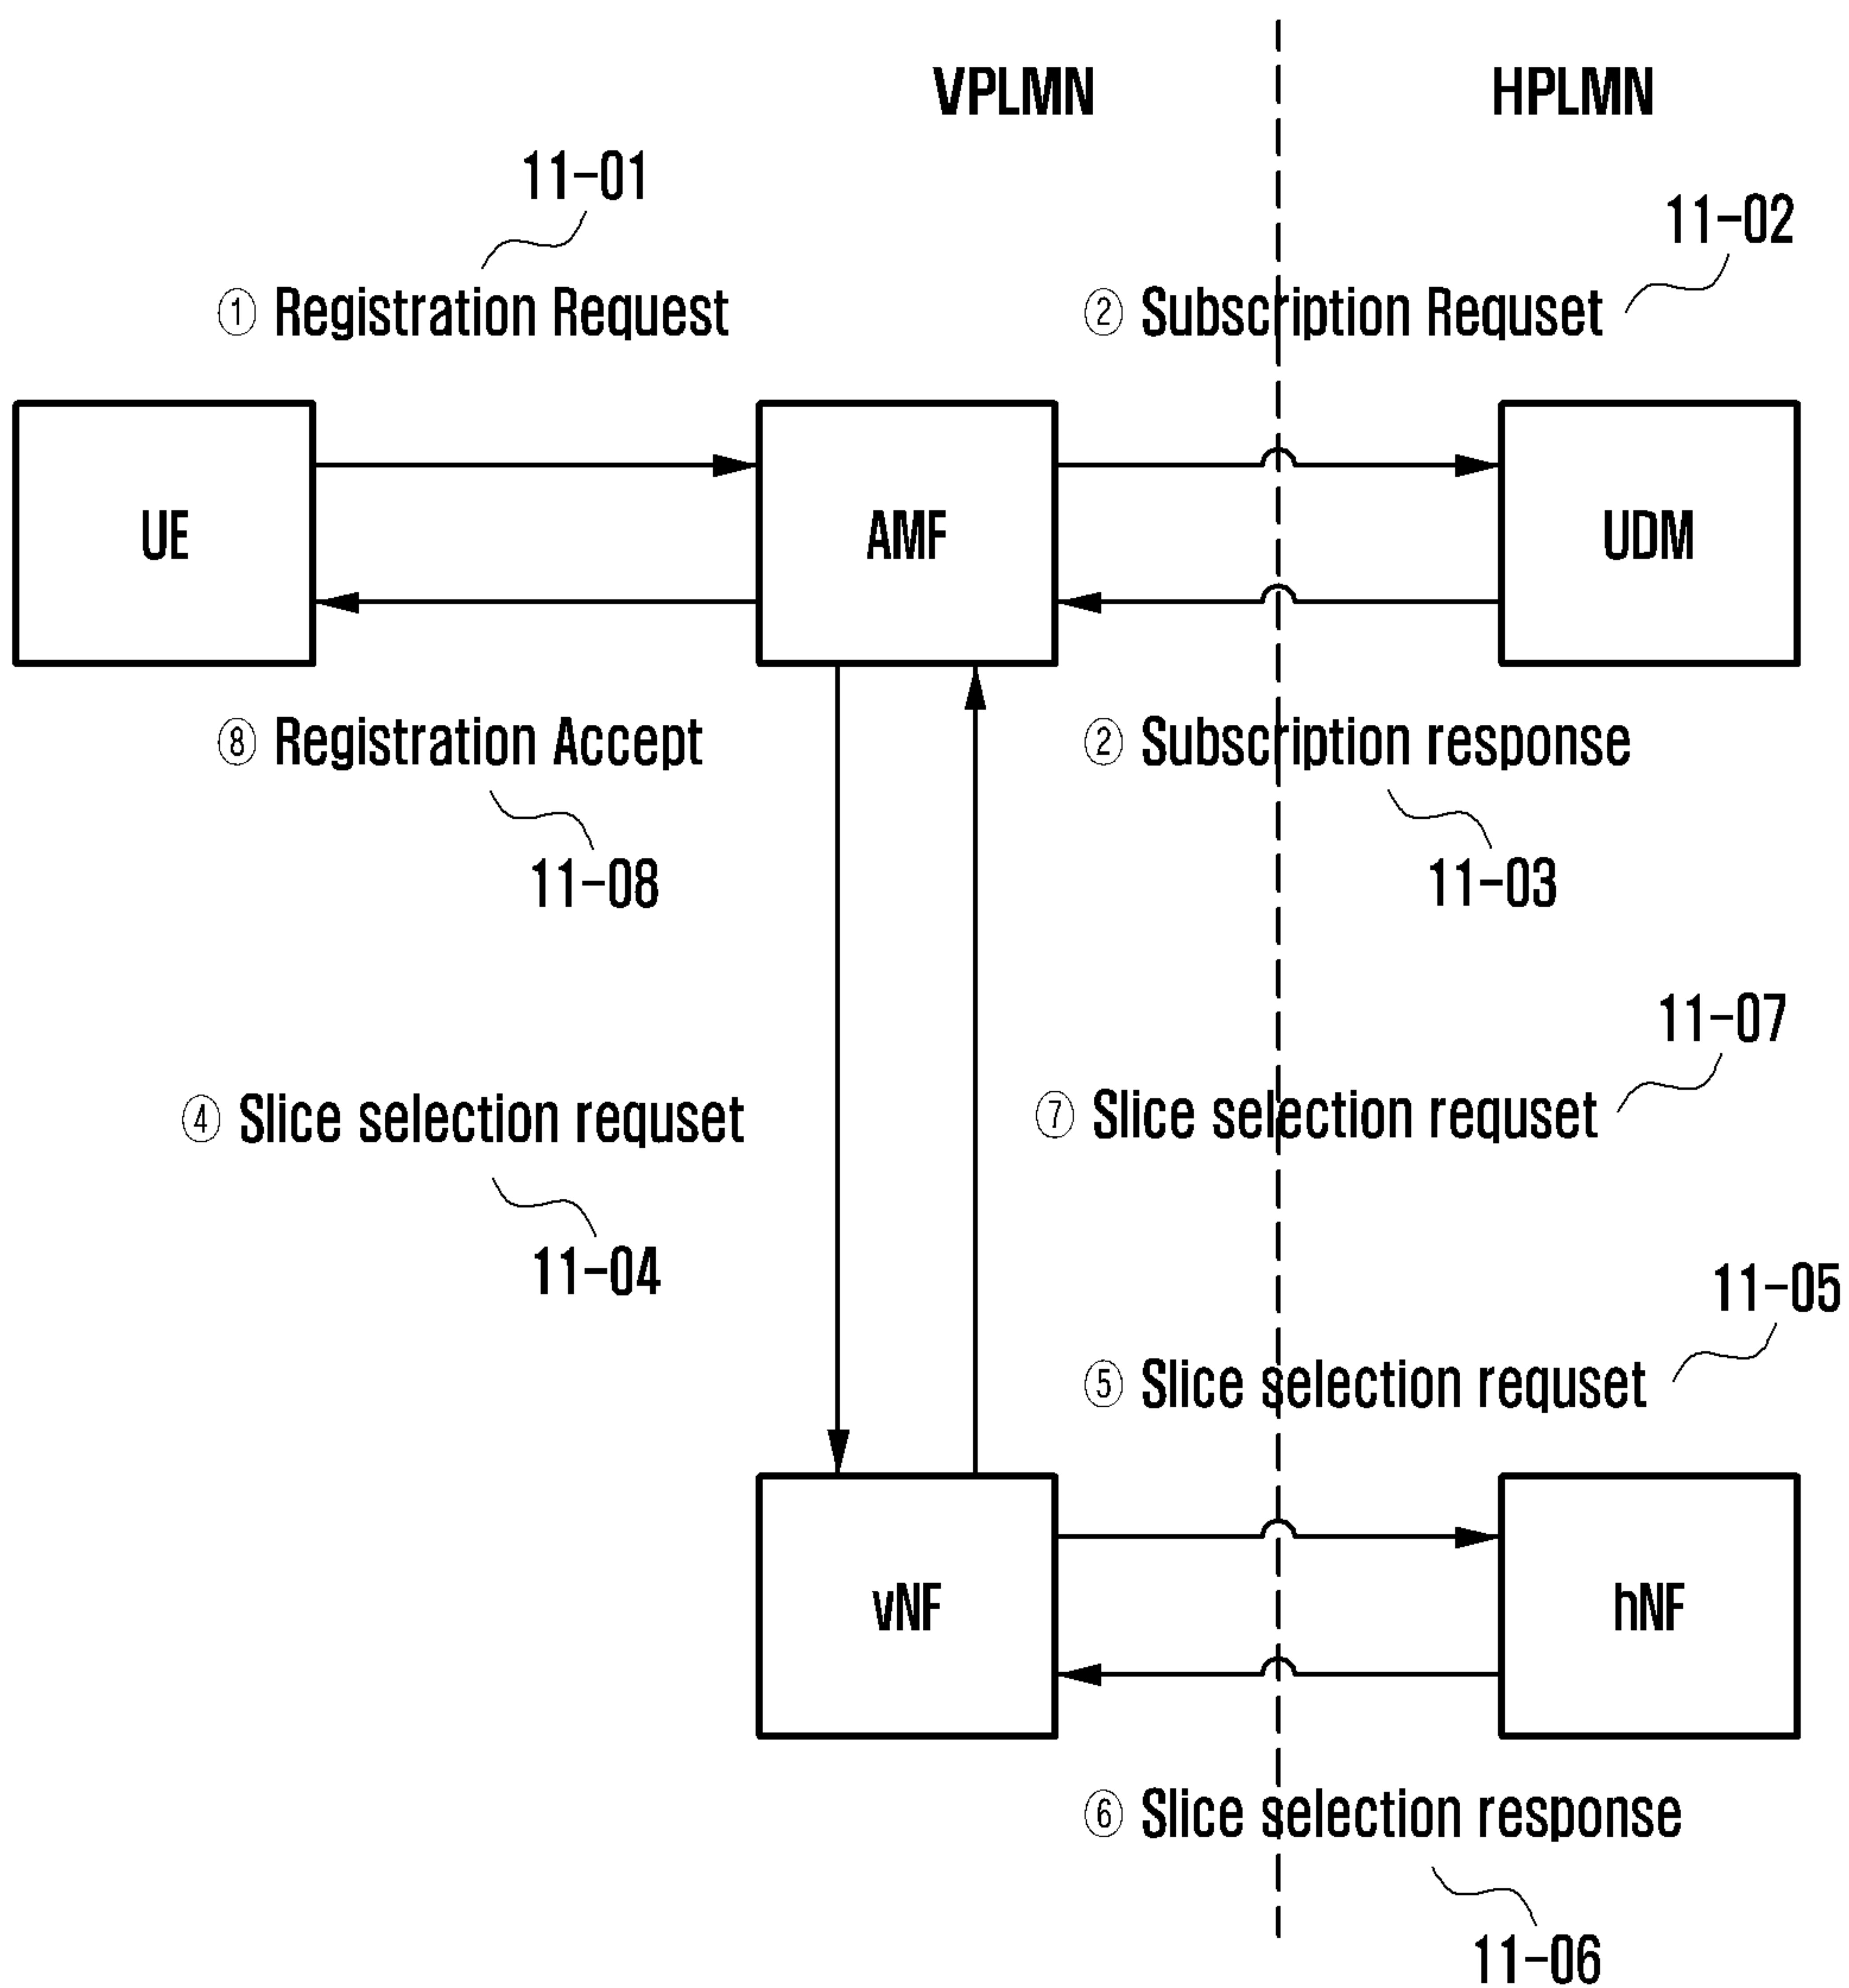 VPLMN
HPLMN
11-01
11-02
① Registration Request
② Subscription Requset
UE
AMF
UDM
⑧ Registration Accept
② Subscription response
11-08
11-03
11-07
④ Slice selection requset
⑦ Slice selection requset
11-04
11-05
⑤ Slice selection requset
vNF
hNF
⑥ Slice selection response
11-06